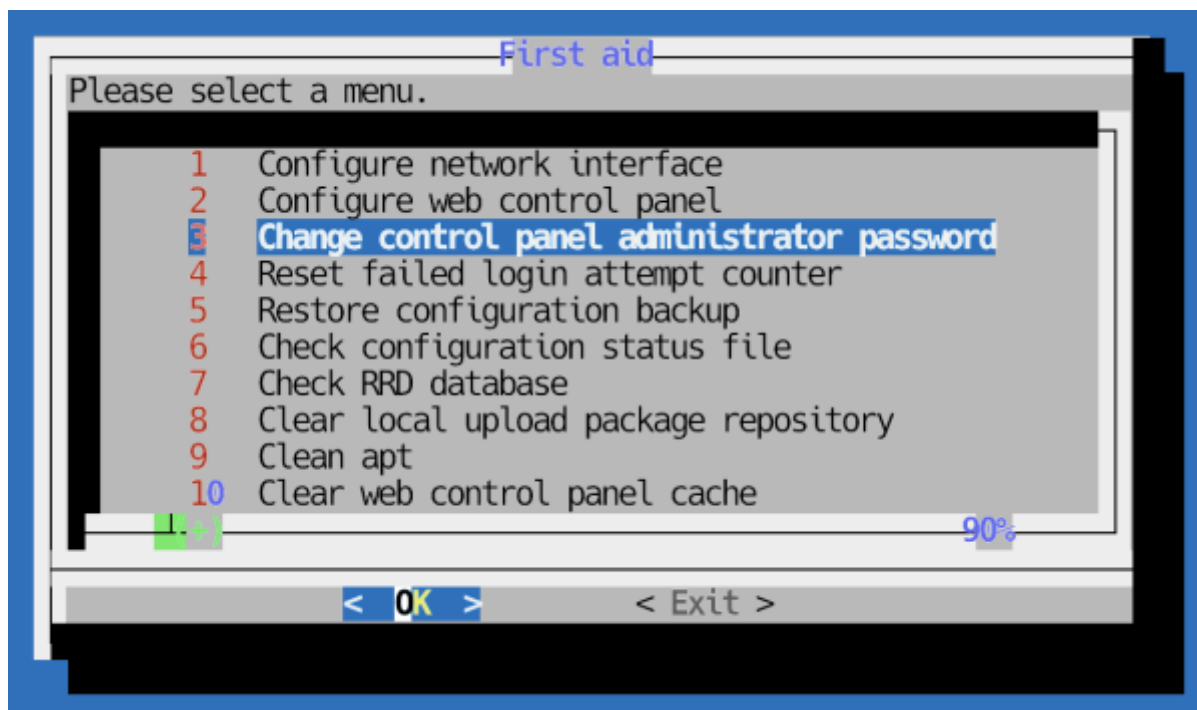 First aid
Please select a menu.
1 Configure network interface
2 Configure web control panel
3 Change control panel administrator password
4 Reset failed login attempt counter
5 Restore configuration backup
6 Check configuration status file
7 Check RRD database
8 Clear local upload package repository
9 Clean apt
10 Clear web control panel cache
(+) 90%
< OK > < Exit >